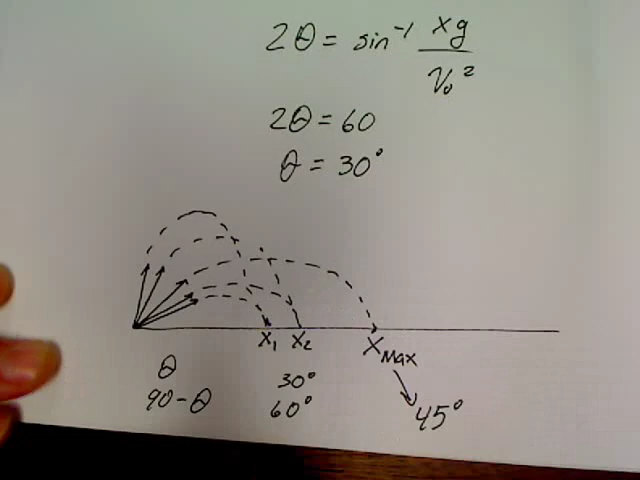 2θ = sin⁻¹ xg/v₀²
2θ = 60
θ = 30°
x₁ x₂ xMax
θ 30°
90-θ 60° 45°